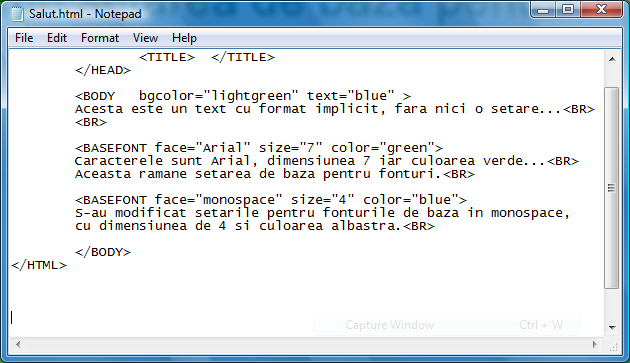 Salut.html - Notepad
File Edit Format View Help
<TITLE>  </TITLE>
</HEAD>
<BODY   bgcolor="lightgreen" text="blue" >
Acesta este un text cu format implicit, fara nici o setare...<BR>
<BR>
<BASEFONT face="Arial" size="7" color="green">
Caracterele sunt Arial, dimensiunea 7 iar culoarea verde...<BR>
Aceasta ramane setarea de baza pentru fonturi.<BR>
<BASEFONT face="monospace" size="4" color="blue">
S-au modificat setarile pentru fonturile de baza in monospace,
cu dimensiunea de 4 si culoarea albastra.<BR>
</BODY>
</HTML>
Capture Window Ctrl + W